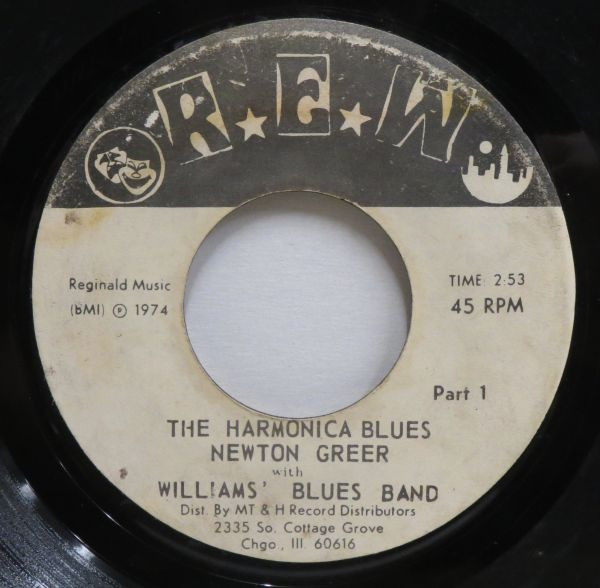 R.E.W.
Reginald Music
(bMI) ℗ 1974
TIME: 2:53
45 RPM
Part 1
THE HARMONICA BLUES
NEWTON GREER
with
WILLIAMS' BLUES BAND
Dist. By MT & H Record Distributors
2335 So. Cottage Grove
Chgo., Ill 60616